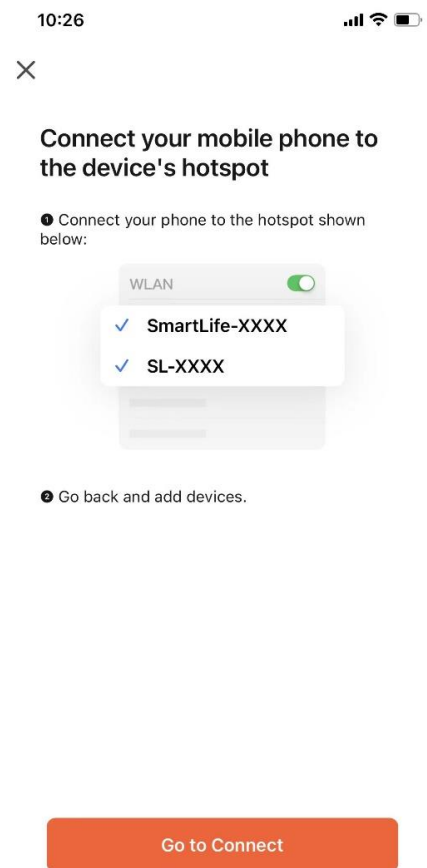 10:26
Connect your mobile phone to
the device's hotspot
❶ Connect your phone to the hotspot shown
below:
WLAN
SmartLife-XXXX
SL-XXXX
❷ Go back and add devices.
Go to Connect